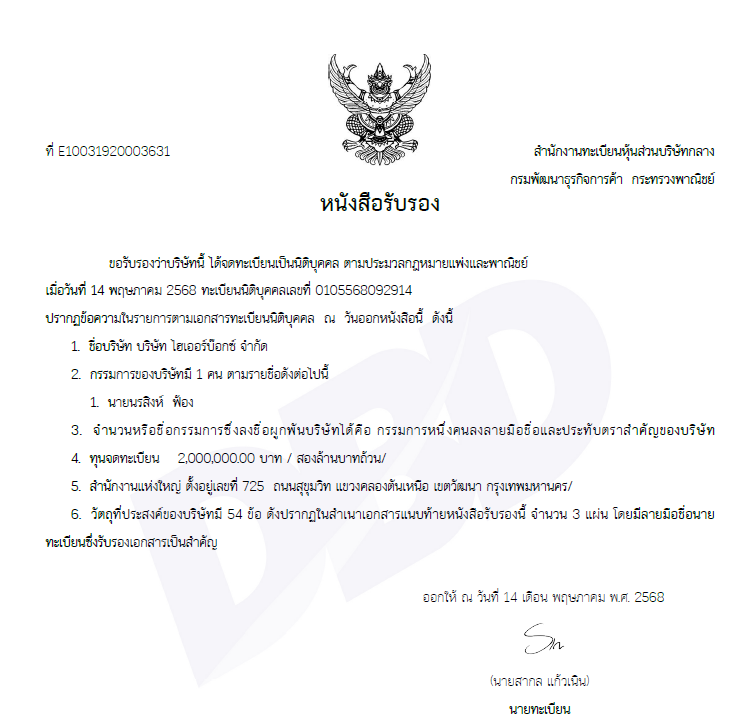 ที่ E10031920003631
สำนักงานทะเบียนหุ้นส่วนบริษัทกลาง
กรมพัฒนาธุรกิจการค้า กระทรวงพาณิชย์
หนังสือรับรอง
ขอรับรองว่าบริษัทนี้ ได้จดทะเบียนเป็นนิติบุคคล ตามประมวลกฎหมายแพ่งและพาณิชย์
เมื่อวันที่ 14 พฤษภาคม 2568 ทะเบียนนิติบุคคลเลขที่ 0105568092914
ปรากฏข้อความในรายการตามเอกสารทะเบียนนิติบุคคล ณ วันออกหนังสือนี้ ดังนี้
1. ชื่อบริษัท บริษัท ไฮเออร์บ๊อกซ์ จำกัด
2. กรรมการของบริษัทมี 1 คน ตามรายชื่อดังต่อไปนี้
1. นายนรสิงห์ ฟ้อง
3. จำนวนหรือชื่อกรรมการซึ่งลงชื่อผูกพันบริษัทได้คือ กรรมการหนึ่งคนลงลายมือชื่อและประทับตราสำคัญของบริษัท
4. ทุนจดทะเบียน 2,000,000.00 บาท / สองล้านบาทถ้วน/
5. สำนักงานแห่งใหญ่ ตั้งอยู่เลขที่ 725 ถนนสุขุมวิท แขวงคลองตันเหนือ เขตวัฒนา กรุงเทพมหานคร/
6. วัตถุที่ประสงค์ของบริษัทมี 54 ข้อ ดังปรากฏในสำเนาเอกสารแนบท้ายหนังสือรับรองนี้ จำนวน 3 แผ่น โดยมีลายมือชื่อนาย
ทะเบียนซึ่งรับรองเอกสารเป็นสำคัญ
DBD
ออกให้ ณ วันที่ 14 เดือน พฤษภาคม พ.ศ. 2568
(นายสากล แก้วเนิน)
นายทะเบียน